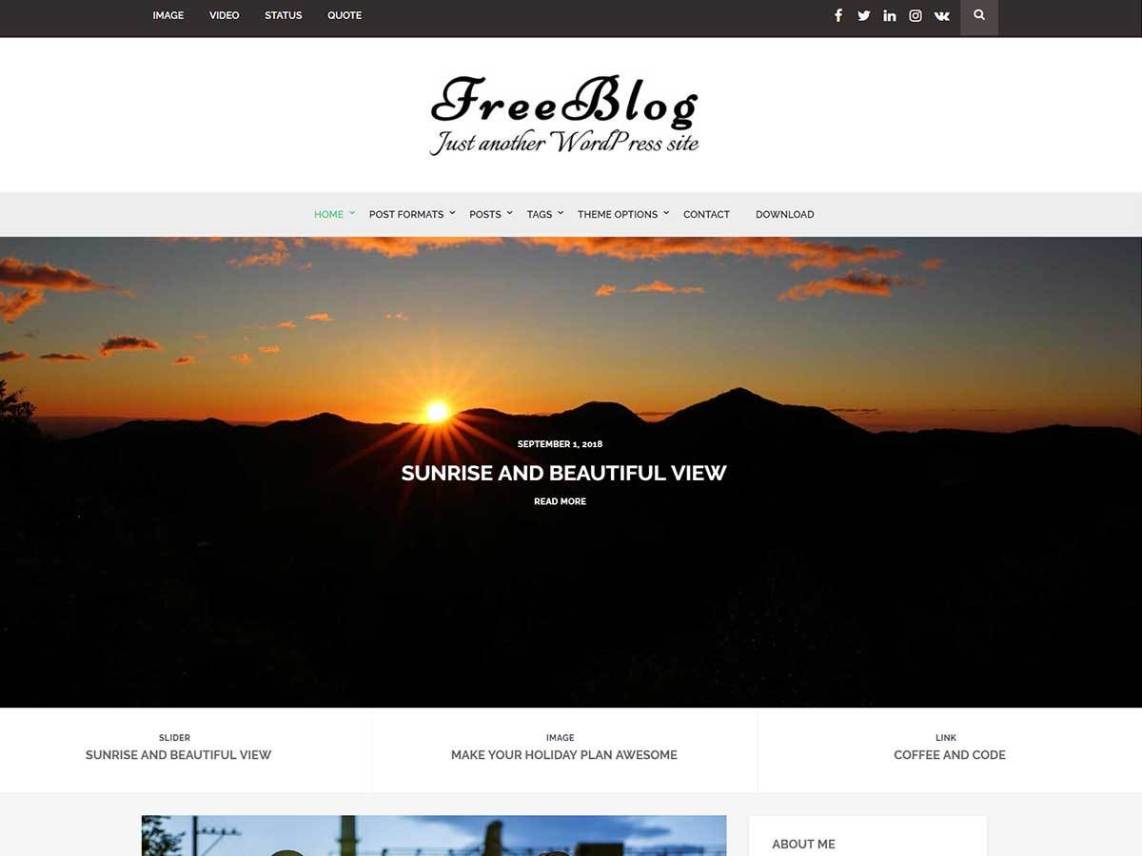 IMAGE VIDEO STATUS QUOTE
FreeBlog
Just another WordPress site
HOME POST FORMATS POSTS TAGS THEME OPTIONS CONTACT DOWNLOAD
SEPTEMBER 1, 2018
SUNRISE AND BEAUTIFUL VIEW
READ MORE
SLIDER
SUNRISE AND BEAUTIFUL VIEW
IMAGE
MAKE YOUR HOLIDAY PLAN AWESOME
LINK
COFFEE AND CODE
ABOUT ME